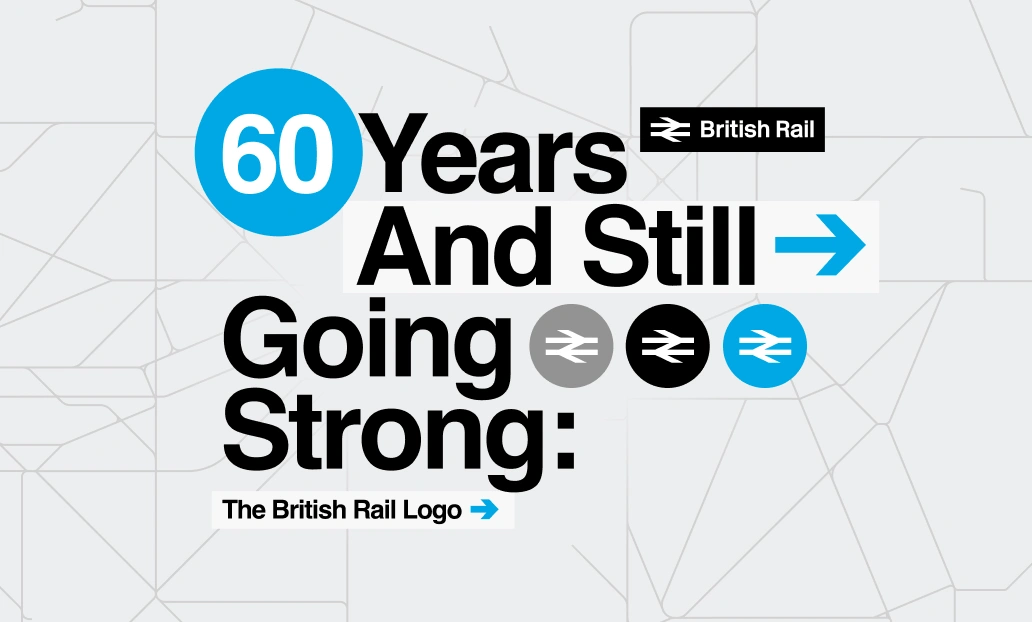 60 Years
British Rail
And Still
Going
Strong:
The British Rail Logo